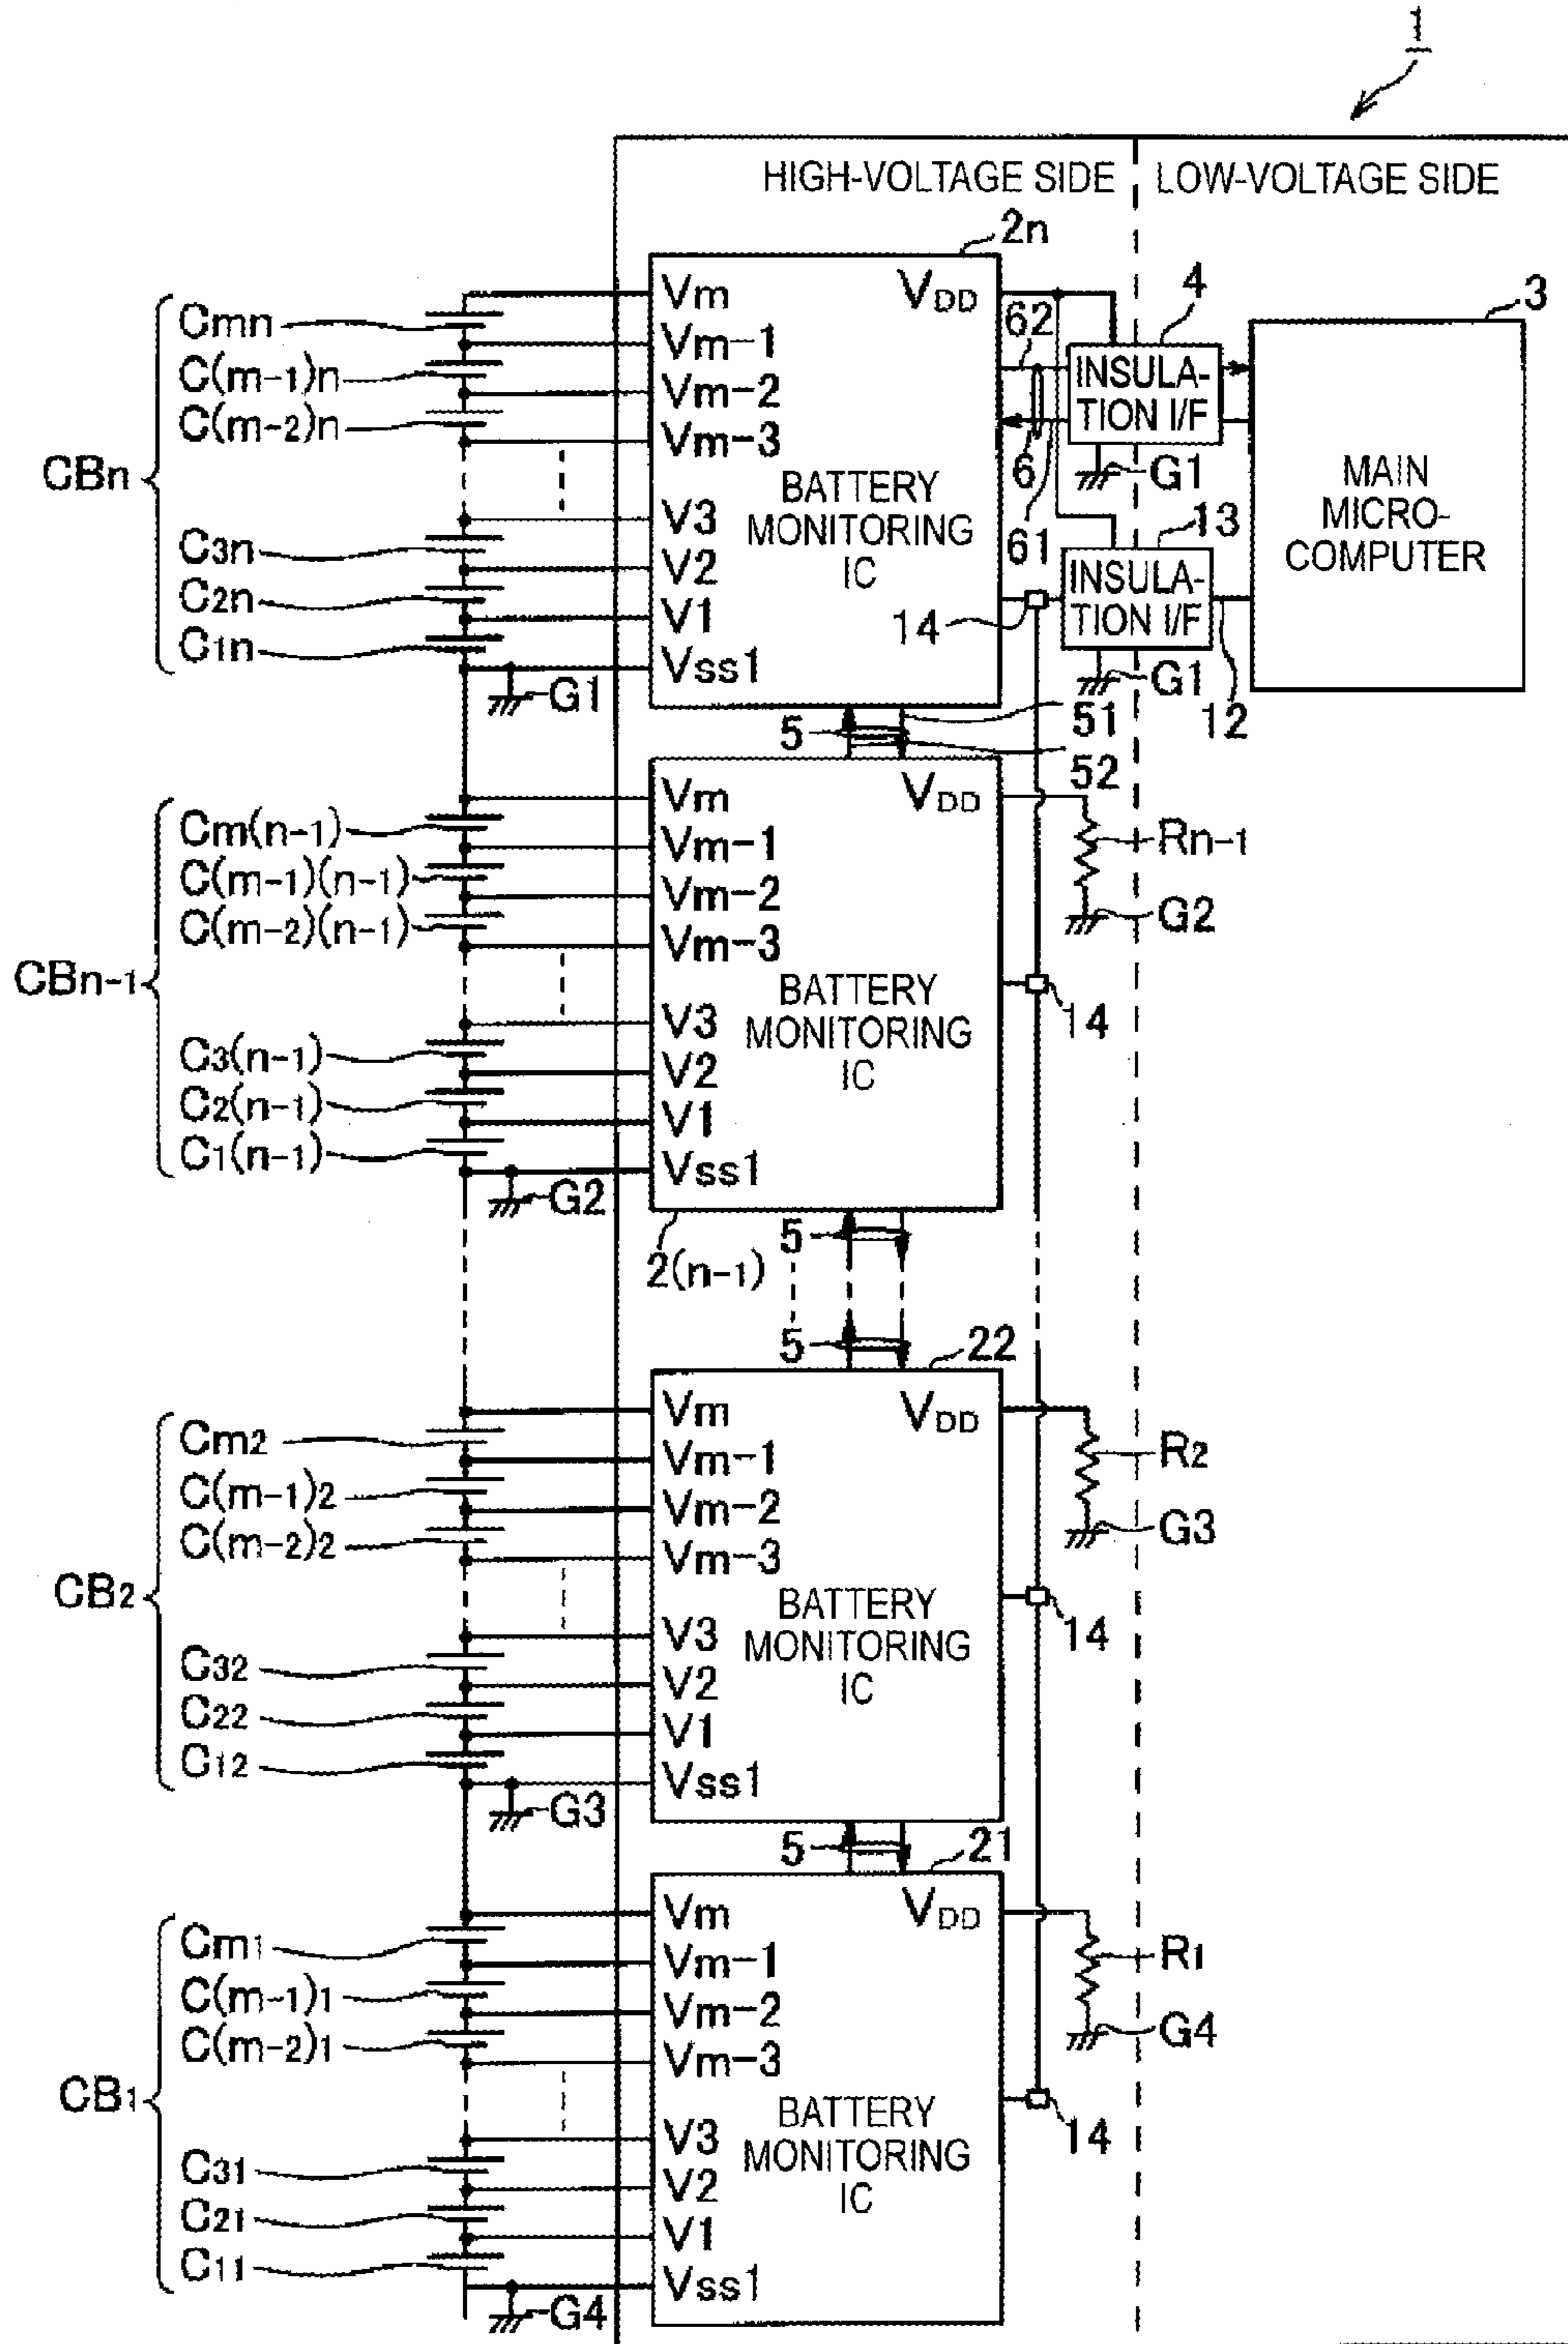 1
HIGH-VOLTAGE SIDE
LOW-VOLTAGE SIDE
2n
Cmn
C(m-1)n
C(m-2)n
CBn
C3n
C2n
C1n
Vm
Vm-1
Vm-2
Vm-3
V3
V2
V1
Vss1
VDD
BATTERY
MONITORING
IC
G1
62
6
61
4
INSULA-
TION I/F
G1
13
INSULA-
TION I/F
G1
14
12
3
MAIN
MICRO-
COMPUTER
5
51
52
Cm(n-1)
C(m-1)(n-1)
C(m-2)(n-1)
CBn-1
C3(n-1)
C2(n-1)
C1(n-1)
Vm
Vm-1
Vm-2
Vm-3
V3
V2
V1
Vss1
VDD
BATTERY
MONITORING
IC
G2
Rn-1
G2
14
2(n-1)
5
5
22
Cm2
C(m-1)2
C(m-2)2
CB2
C32
C22
C12
Vm
Vm-1
Vm-2
Vm-3
V3
V2
V1
Vss1
VDD
BATTERY
MONITORING
IC
G3
R2
G3
14
5
21
Cm1
C(m-1)1
C(m-2)1
CB1
C31
C21
C11
Vm
Vm-1
Vm-2
Vm-3
V3
V2
V1
Vss1
VDD
BATTERY
MONITORING
IC
G4
R1
G4
14